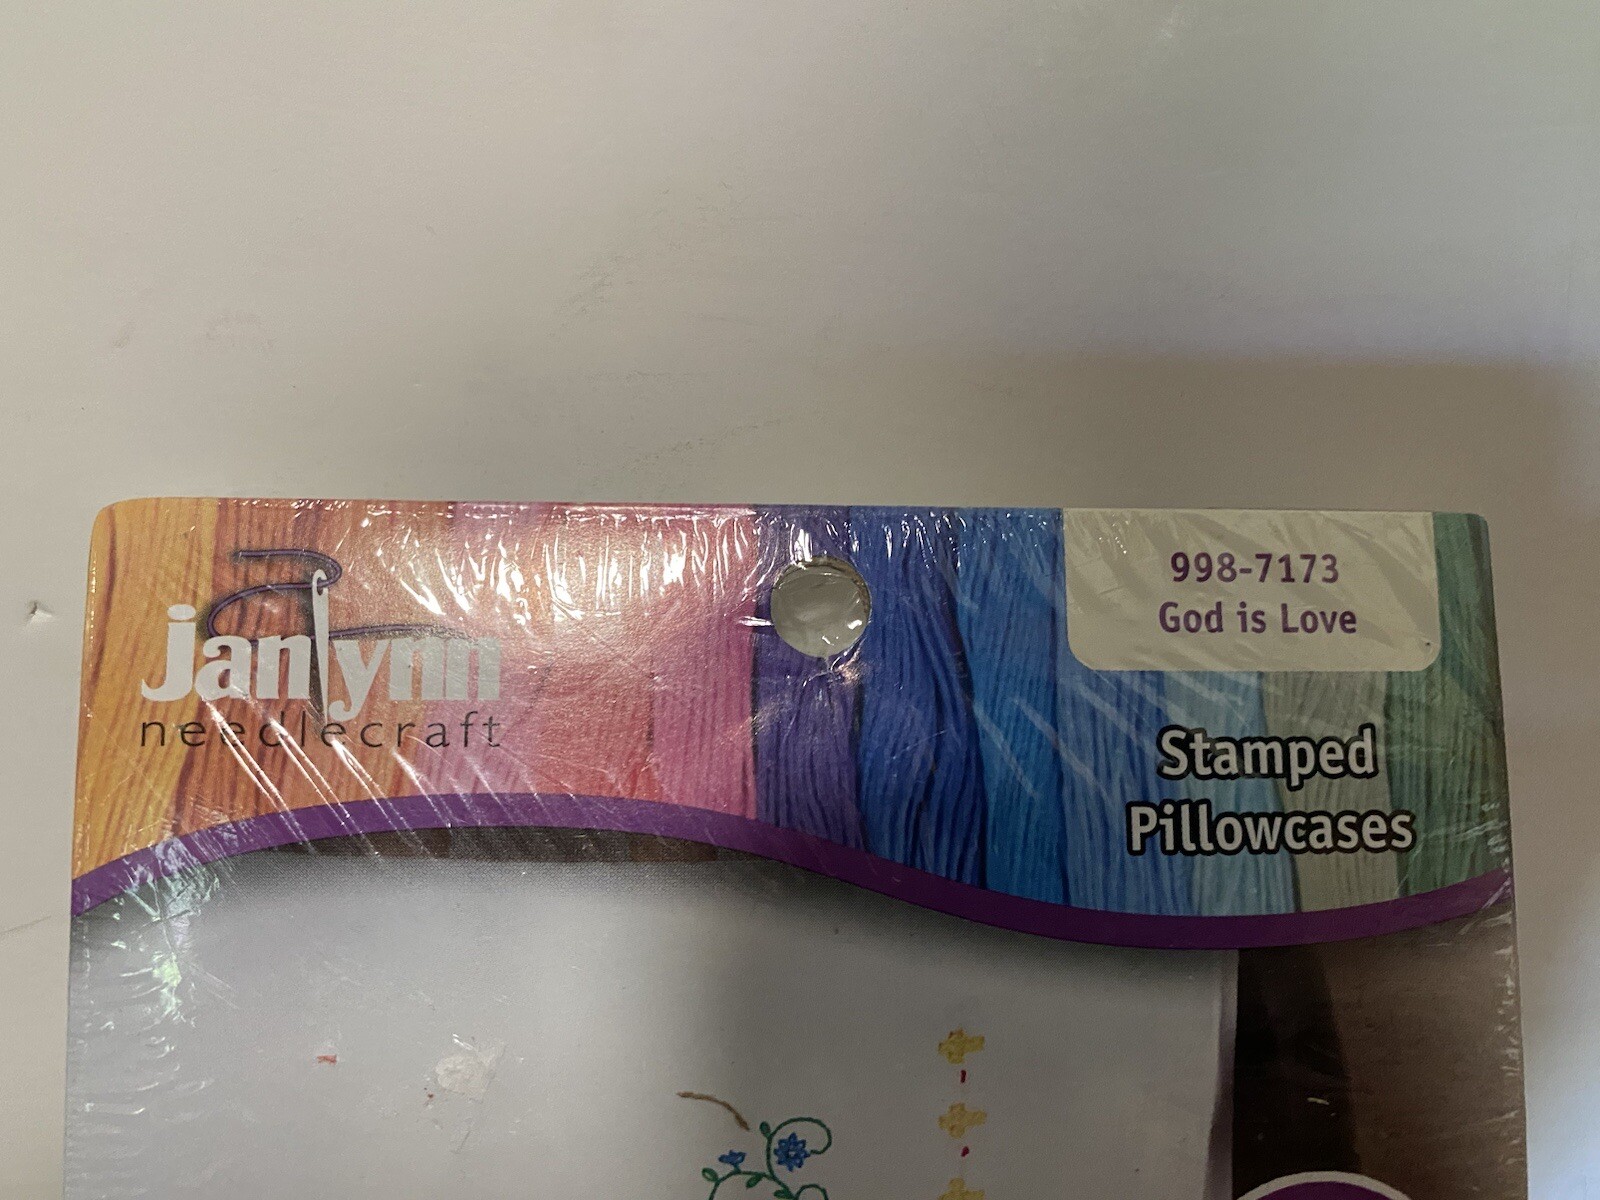 janlynn
needlecraft
998-7173
God is Love
Stamped
Pillowcases